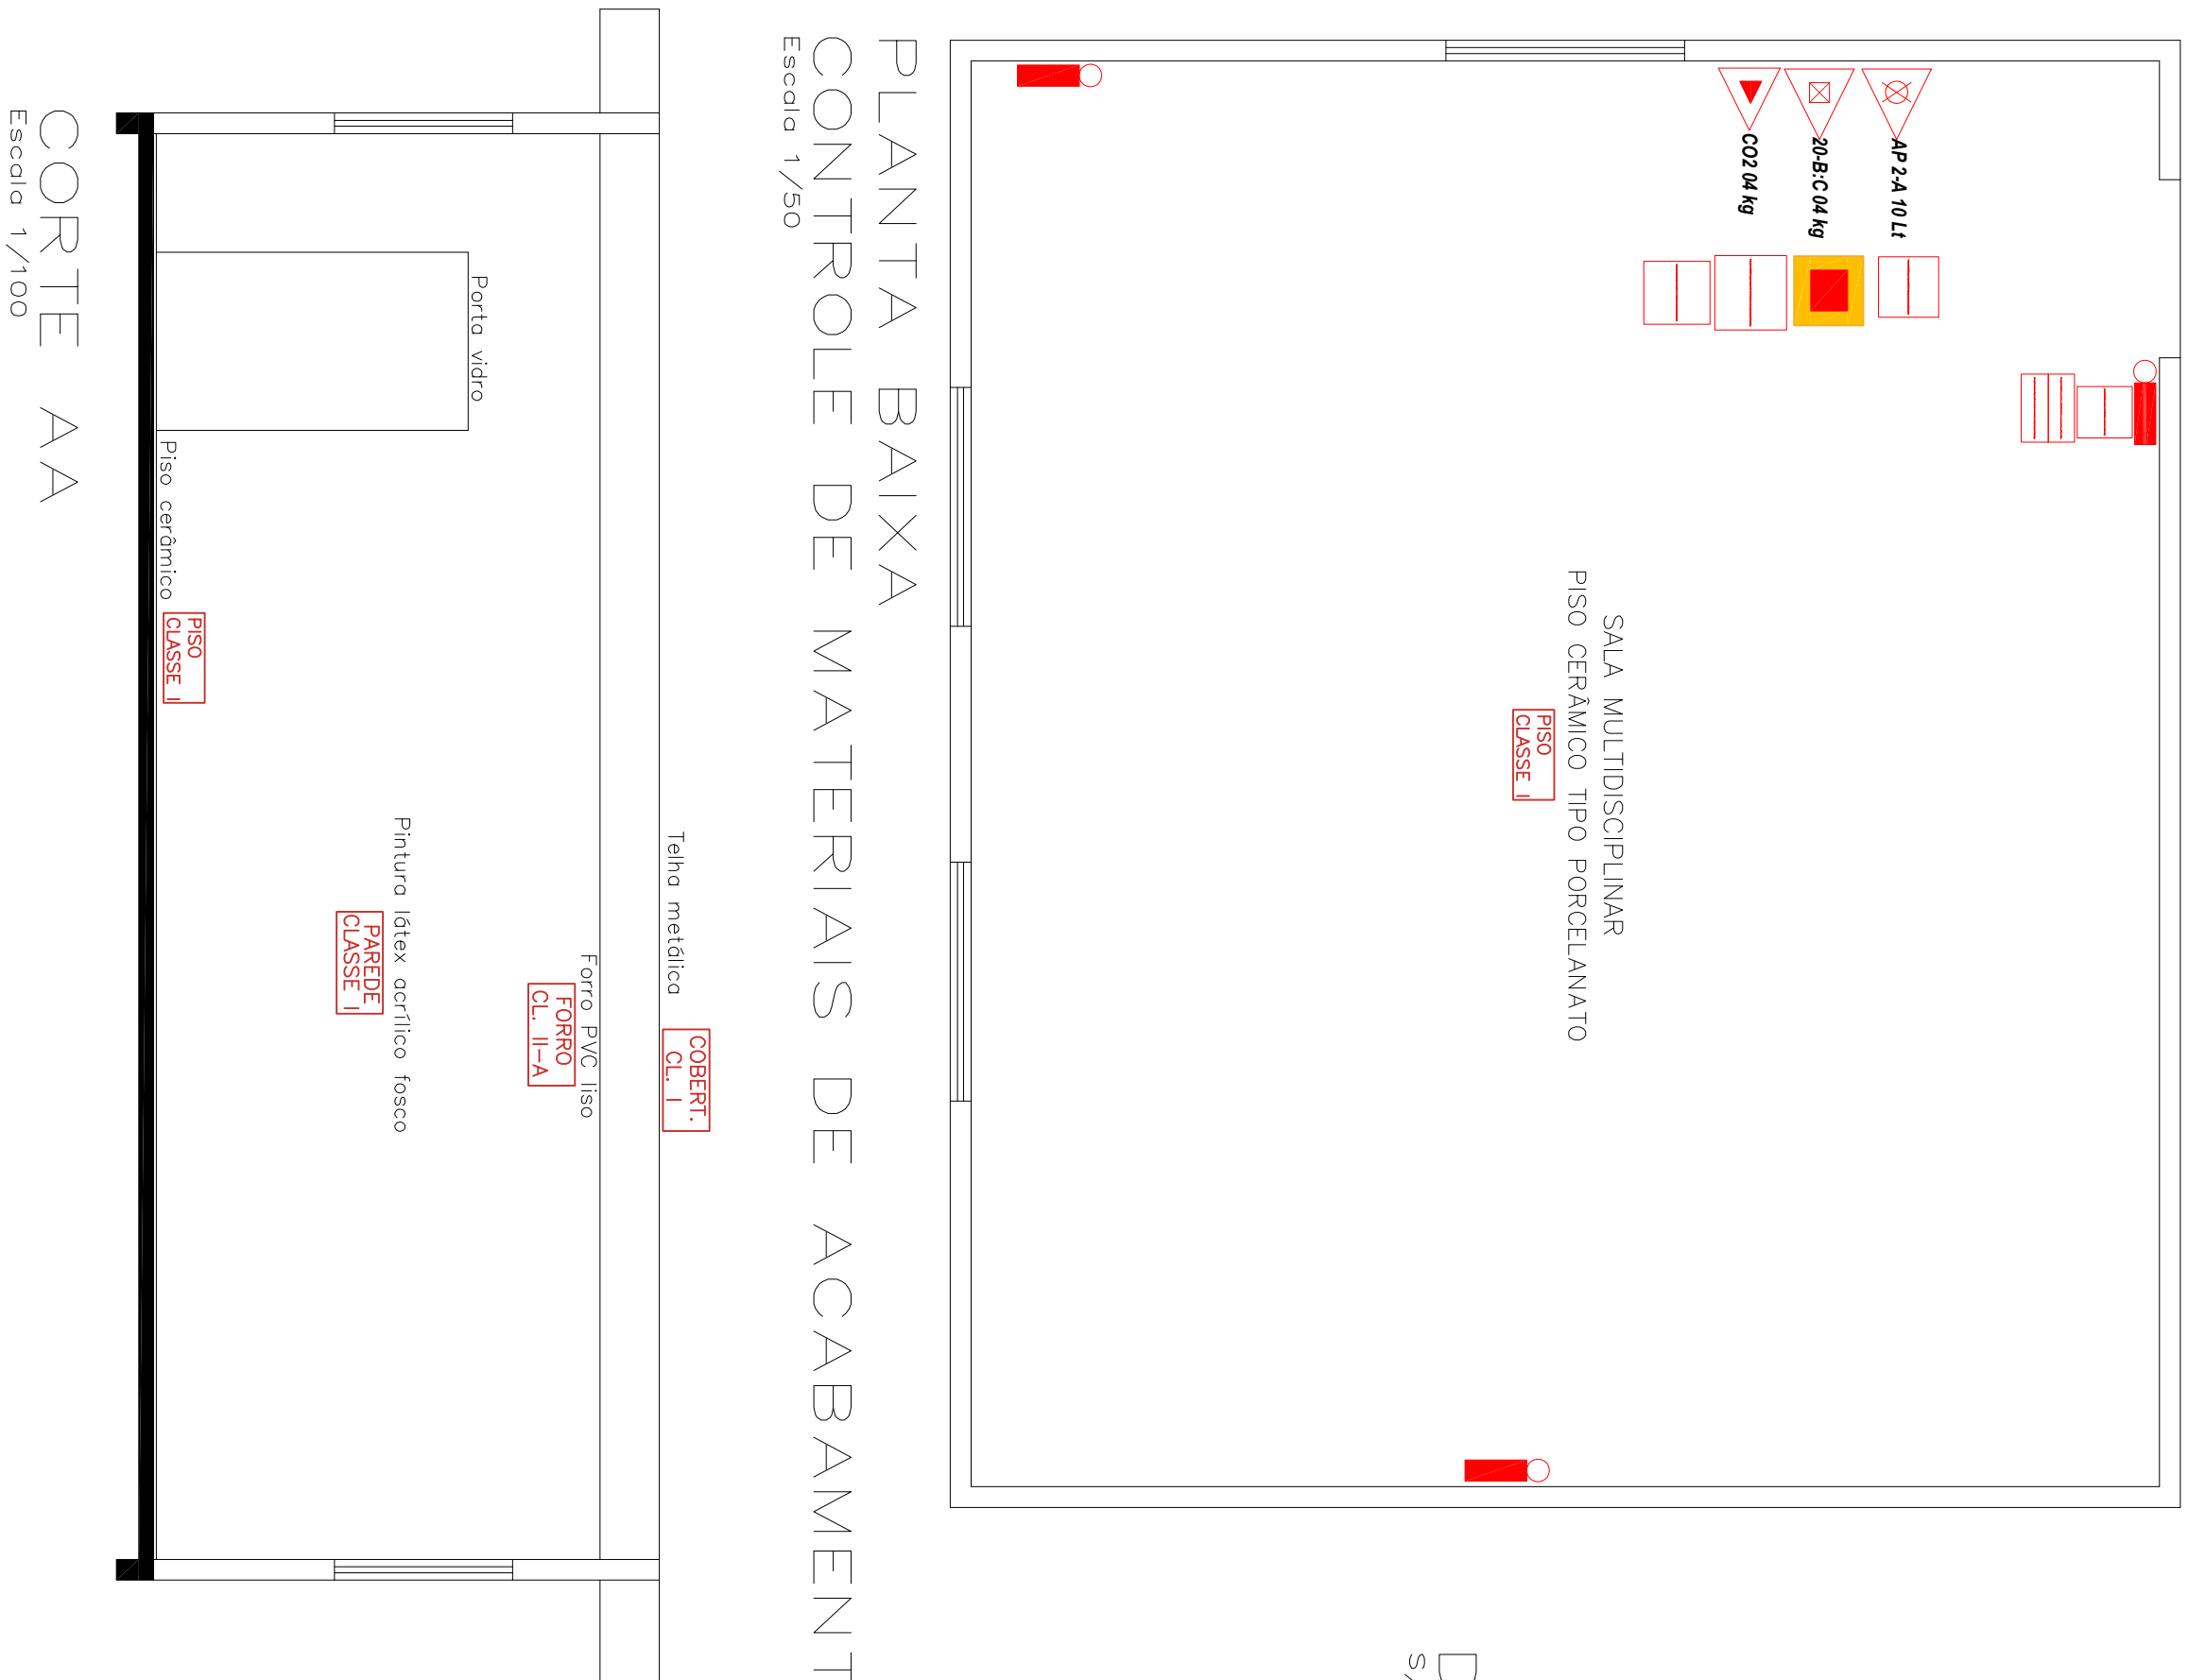 AP 2-A 10 Lt
20-B:C 04 kg
CO2 04 kg
SALA MULTIDISCIPLINAR
PISO CERÂMICO TIPO PORCELANATO
PISO
CLASSE I
PLANTA BAIXA
CONTROLE DE MATERIAIS DE ACABAMENT
Escala 1/50
Telha metálica
COBERT.
CL. I
Forro PVC liso
FORRO
CL. II-A
Porta vidro
Pintura látex acrílico fosco
PAREDE
CLASSE I
Piso cerâmico
PISO
CLASSE I
CORTE AA
Escala 1/100